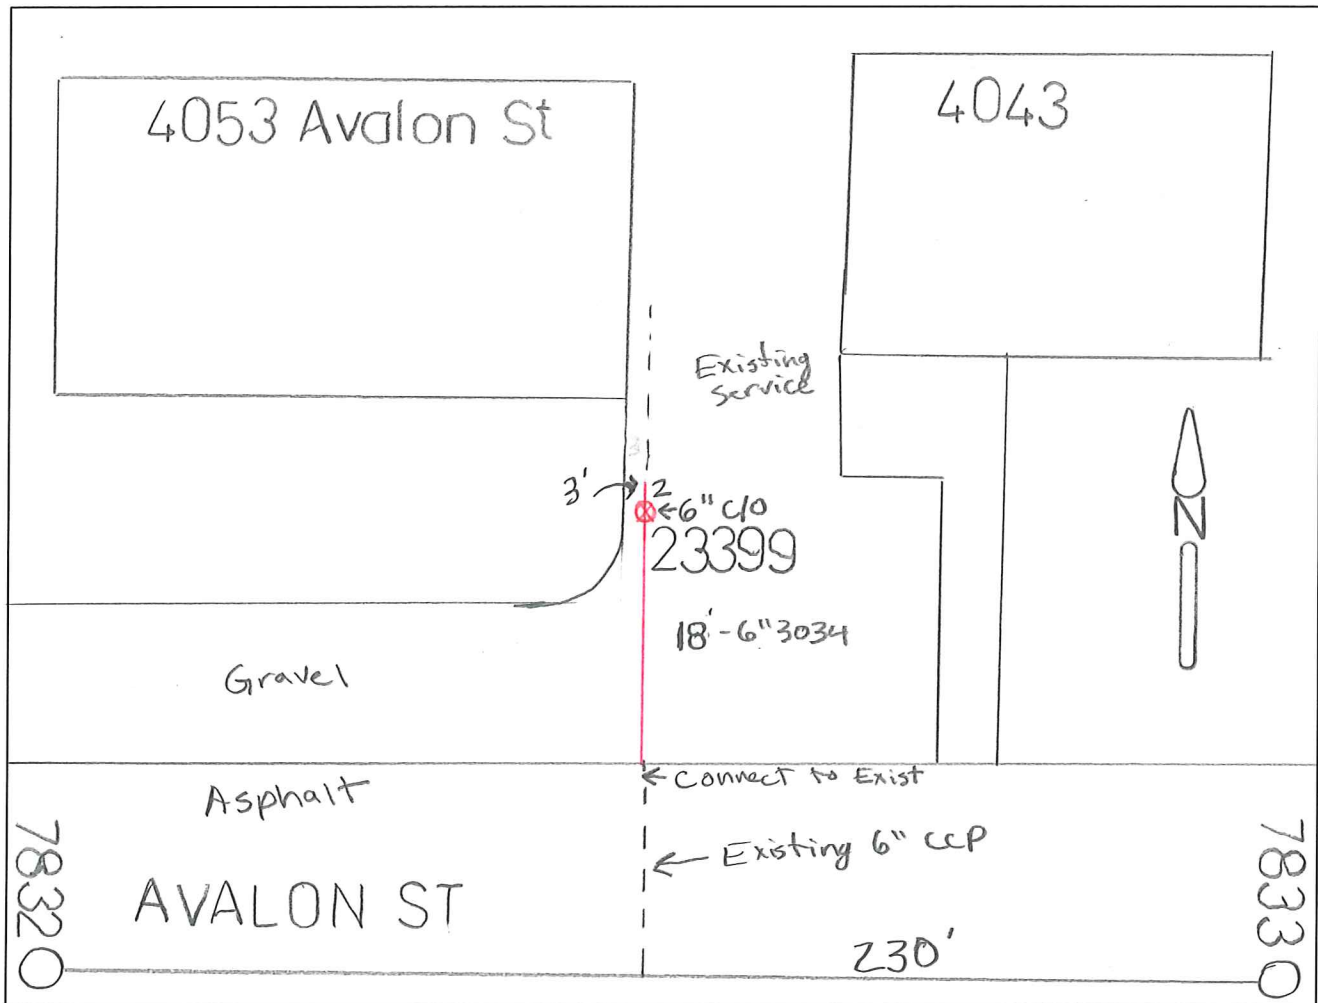 4053 Avalon St
4043
Existing
Service
3
3'
2
6" C/O
23399
18'-6" 3034
N
Gravel
Connect to Exist
Asphalt
Existing 6" CCP
7832
7833
AVALON ST
230'